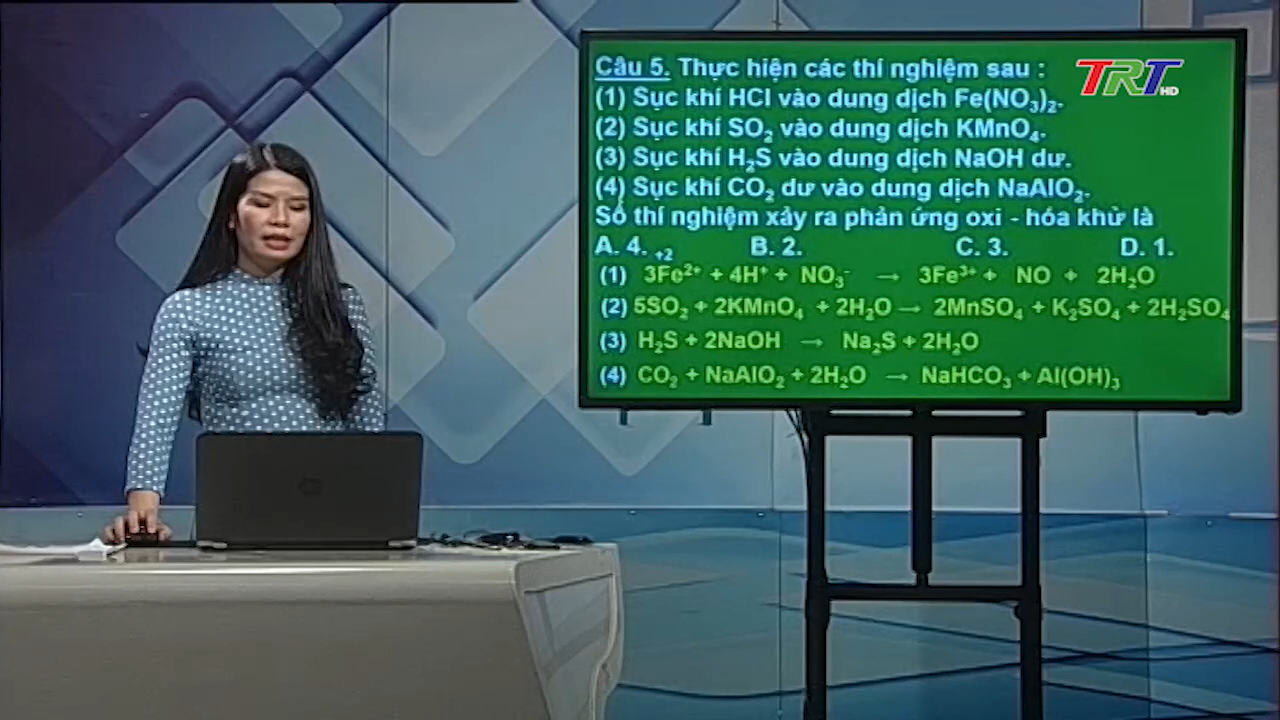 TRT HD
Câu 5. Thực hiện các thí nghiệm sau :
(1) Sục khí HCl vào dung dịch Fe(NO₃)₂.
(2) Sục khí SO₂ vào dung dịch KMnO₄.
(3) Sục khí H₂S vào dung dịch NaOH dư.
(4) Sục khí CO₂ dư vào dung dịch NaAlO₂.
Số thí nghiệm xảy ra phản ứng oxi - hóa khử là
A. 4. B. 2. C. 3. D. 1.
+2
(1) 3Fe²⁺ + 4H⁺ + NO₃⁻ → 3Fe³⁺ + NO + 2H₂O
(2) 5SO₂ + 2KMnO₄ + 2H₂O → 2MnSO₄ + K₂SO₄ + 2H₂SO₄
(3) H₂S + 2NaOH → Na₂S + 2H₂O
(4) CO₂ + NaAlO₂ + 2H₂O → NaHCO₃ + Al(OH)₃